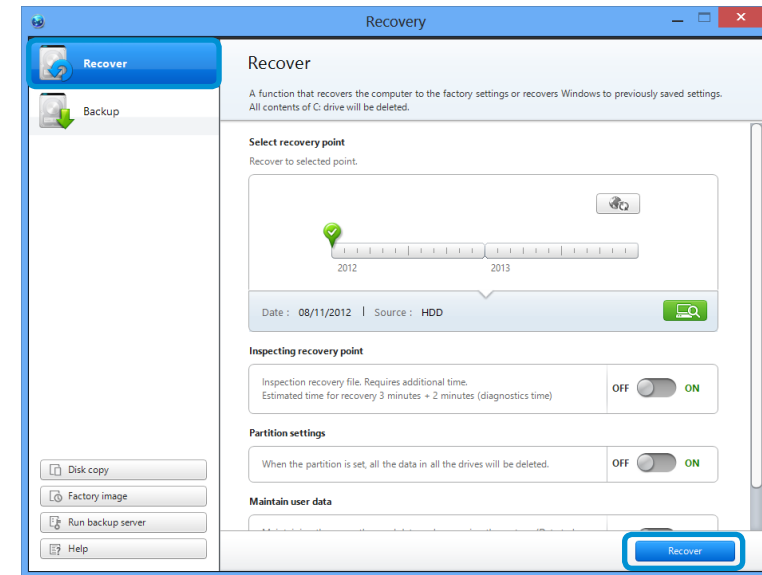 Recovery
Recover
Backup
Recover
A function that recovers the computer to the factory settings or recovers Windows to previously saved settings.
All contents of C: drive will be deleted.
Select recovery point
Recover to selected point.
2012 2013
Date : 08/11/2012 | Source : HDD
Inspecting recovery point
Inspection recovery file. Requires additional time.
Estimated time for recovery 3 minutes + 2 minutes (diagnostics time)
OFF ON
Partition settings
When the partition is set, all the data in all the drives will be deleted.
OFF ON
Maintain user data
Disk copy
Factory image
Run backup server
Help
Recover